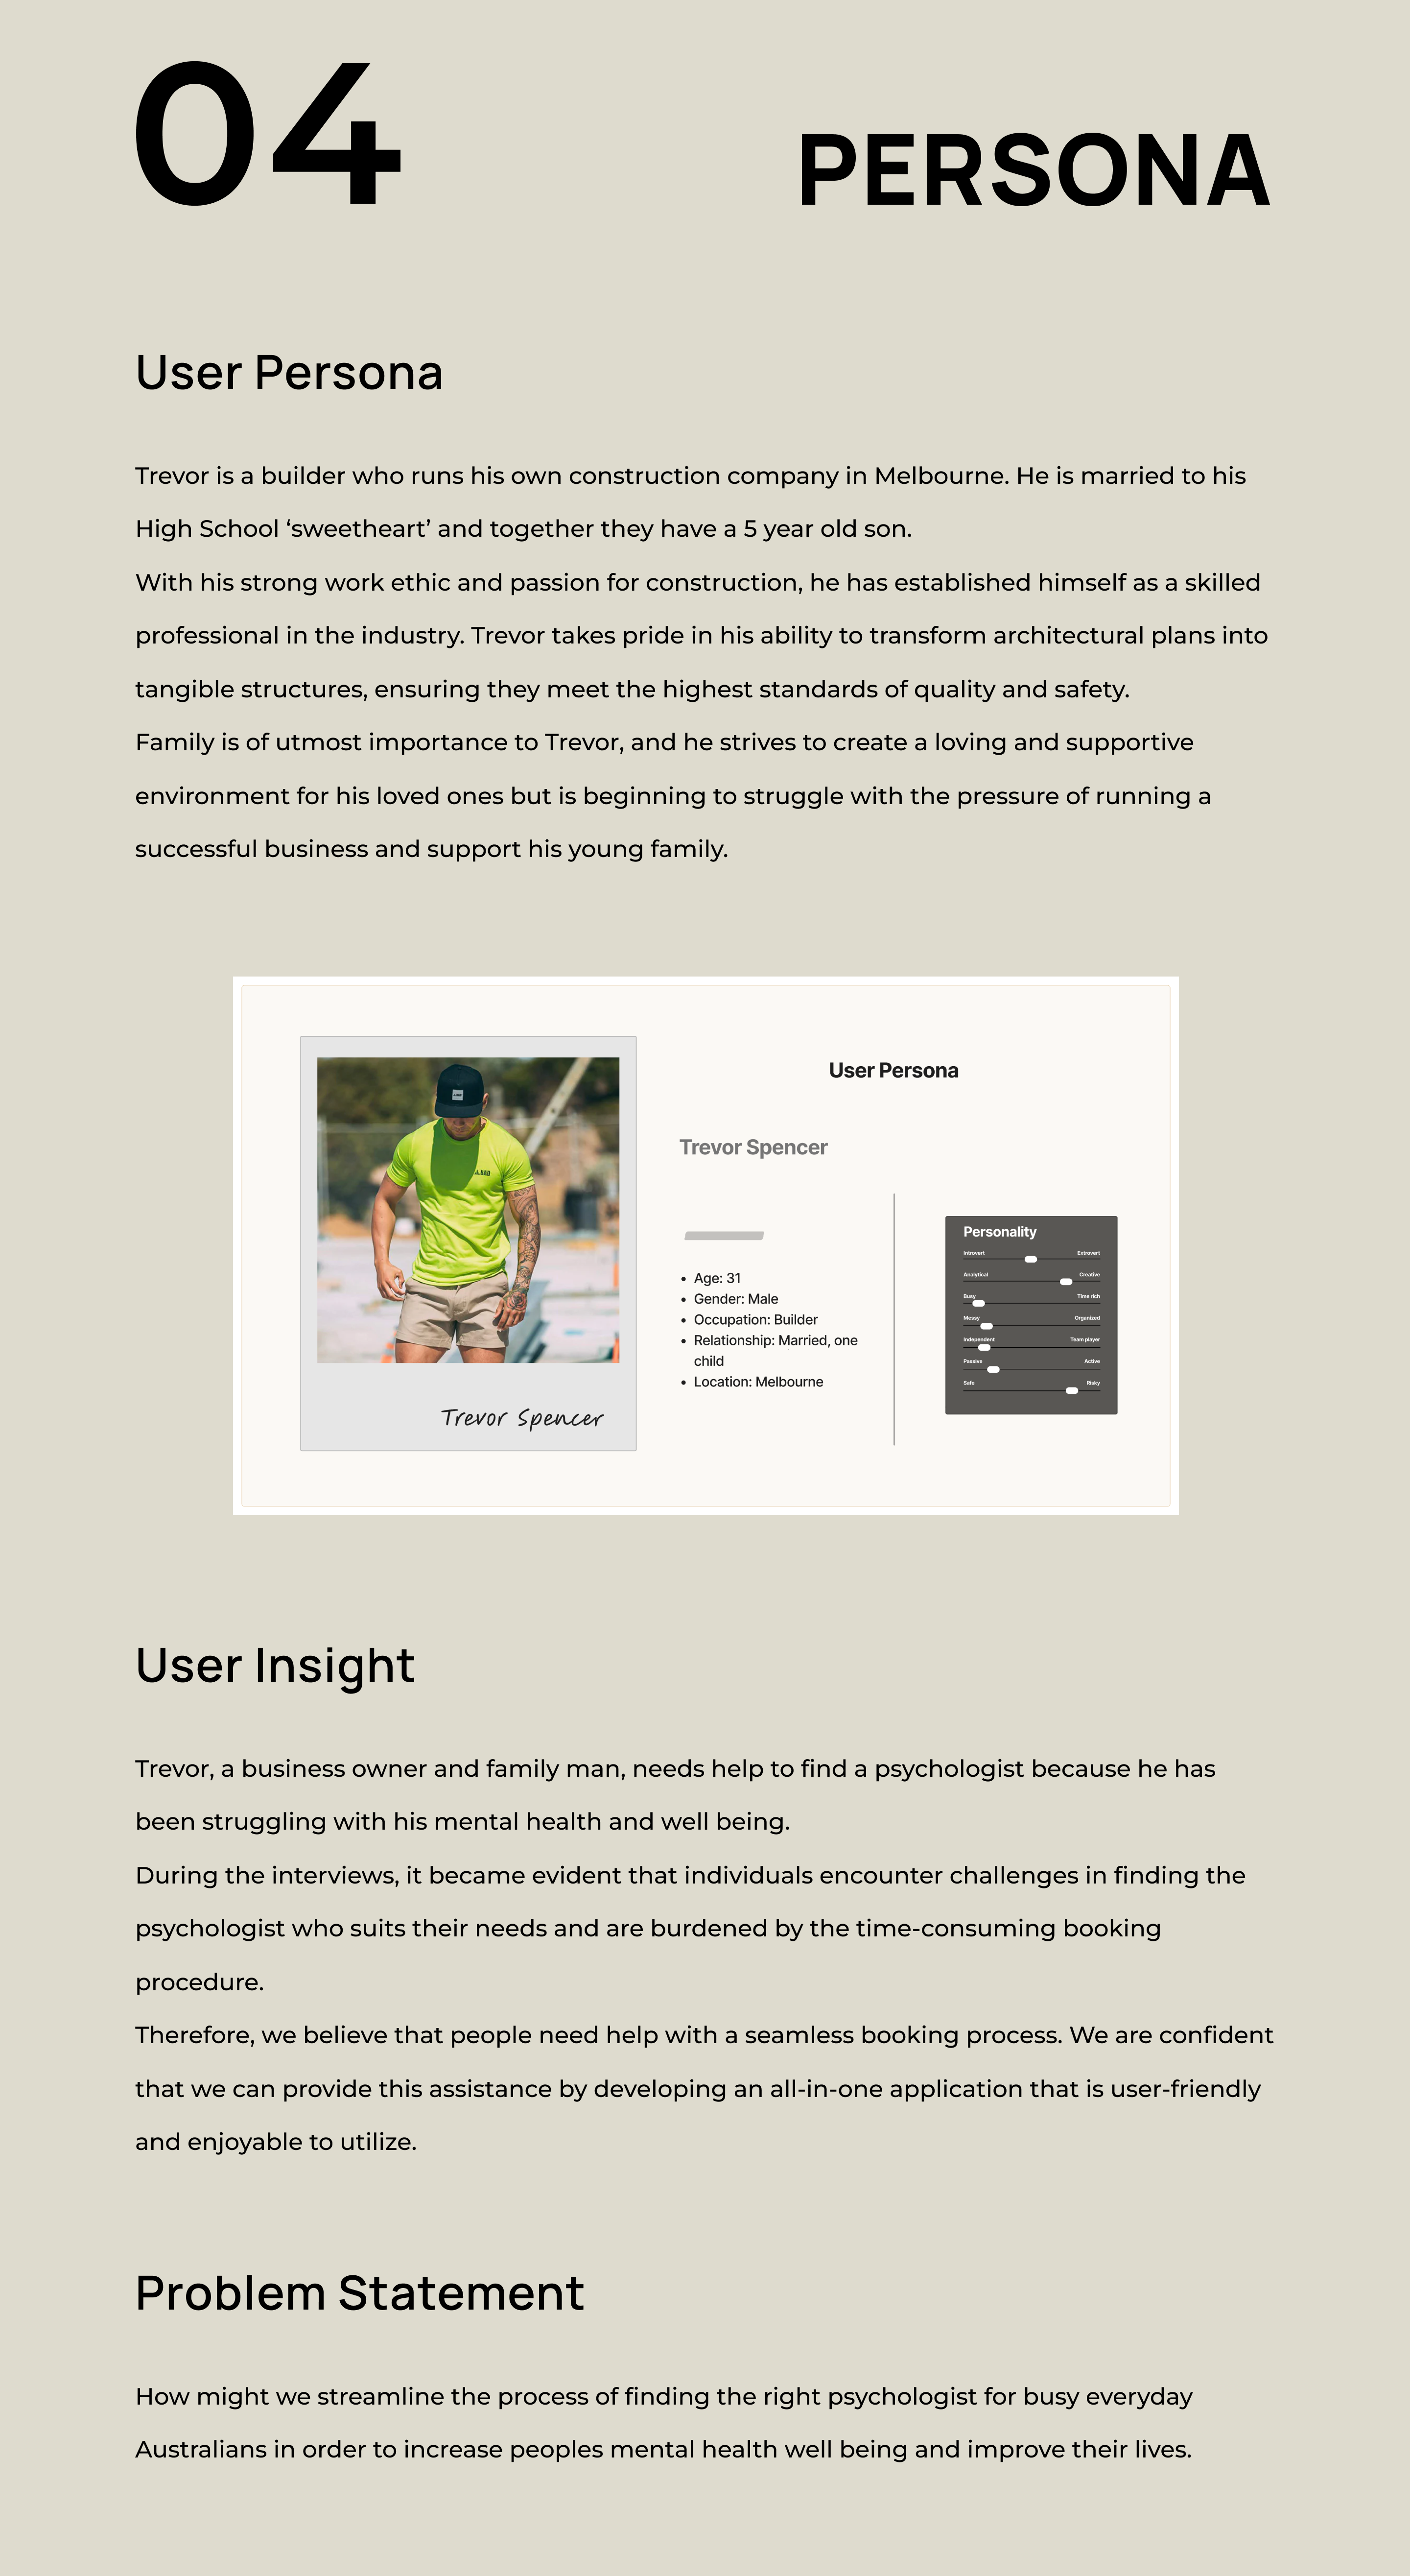 04
PERSONA
User Persona
Trevor is a builder who runs his own construction company in Melbourne. He is married to his
High School ‘sweetheart’ and together they have a 5 year old son.
With his strong work ethic and passion for construction, he has established himself as a skilled
professional in the industry. Trevor takes pride in his ability to transform architectural plans into
tangible structures, ensuring they meet the highest standards of quality and safety.
Family is of utmost importance to Trevor, and he strives to create a loving and supportive
environment for his loved ones but is beginning to struggle with the pressure of running a
successful business and support his young family.
Trevor Spencer
User Persona
Trevor Spencer
• Age: 31
• Gender: Male
• Occupation: Builder
• Relationship: Married, one
child
• Location: Melbourne
Personality
Introvert Extrovert
Analytical Creative
Busy Time rich
Messy Organized
Independent Team player
Passive Active
Safe Risky
User Insight
Trevor, a business owner and family man, needs help to find a psychologist because he has
been struggling with his mental health and well being.
During the interviews, it became evident that individuals encounter challenges in finding the
psychologist who suits their needs and are burdened by the time-consuming booking
procedure.
Therefore, we believe that people need help with a seamless booking process. We are confident
that we can provide this assistance by developing an all-in-one application that is user-friendly
and enjoyable to utilize.
Problem Statement
How might we streamline the process of finding the right psychologist for busy everyday
Australians in order to increase peoples mental health well being and improve their lives.